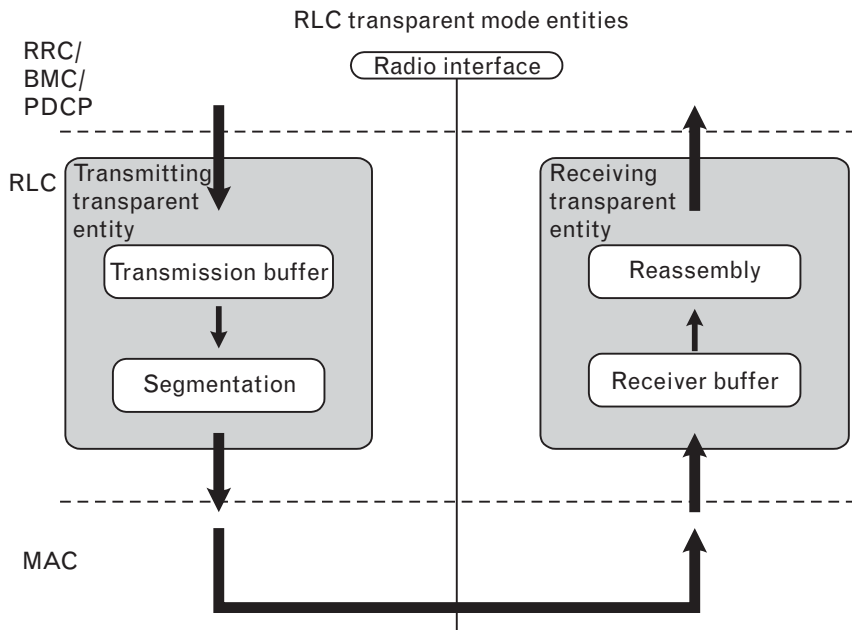 RLC transparent mode entities
RRC/
BMC/
PDCP
Radio interface
RLC
Transmitting
transparent
entity
Transmission buffer
Segmentation
Receiving
transparent
entity
Reassembly
Receiver buffer
MAC